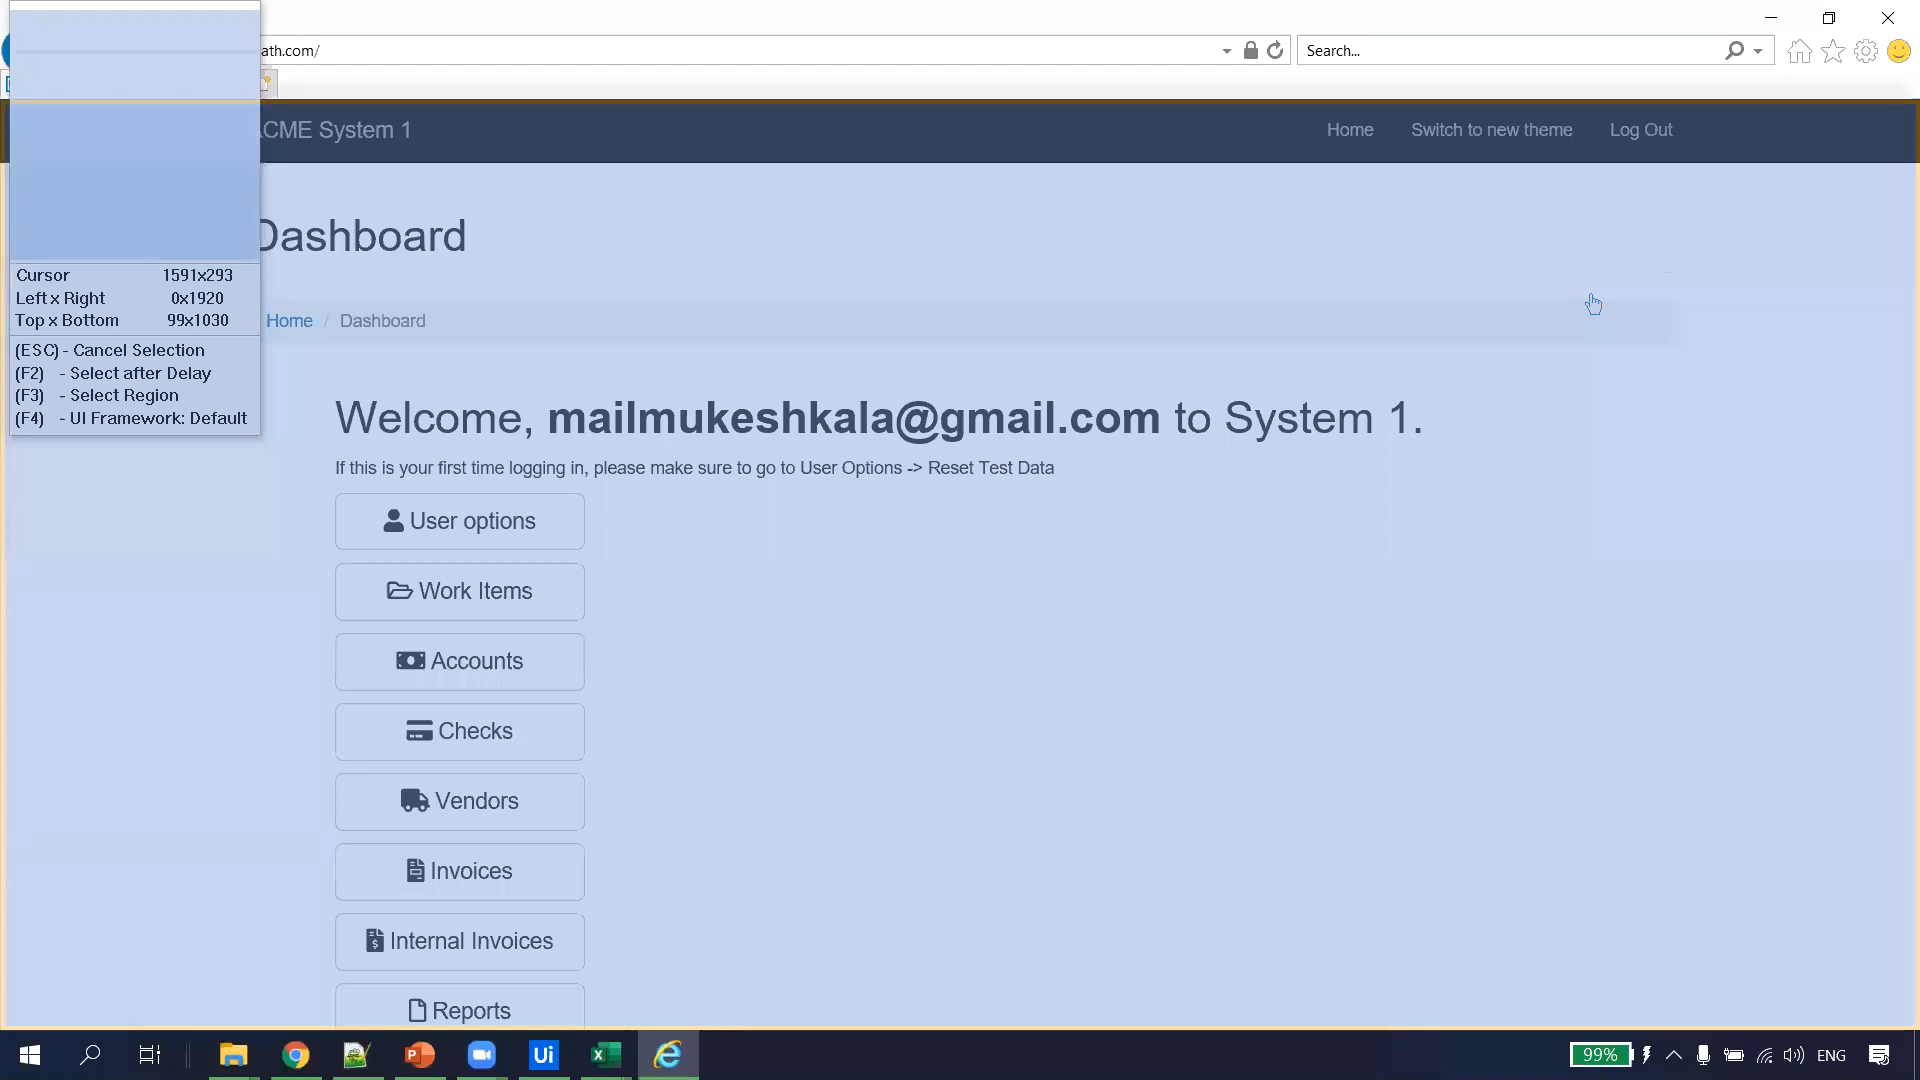 ath.com/
Search...
CME System 1
Home
Switch to new theme
Log Out
Dashboard
Cursor 1591x293
Left x Right 0x1920
Top x Bottom 99x1030
(ESC) - Cancel Selection
(F2) - Select after Delay
(F3) - Select Region
(F4) - UI Framework: Default
Home / Dashboard
Welcome, mailmukeshkala@gmail.com to System 1.
If this is your first time logging in, please make sure to go to User Options -> Reset Test Data
User options
Work Items
Accounts
Checks
Vendors
Invoices
Internal Invoices
Reports
Ui
99%
ENG